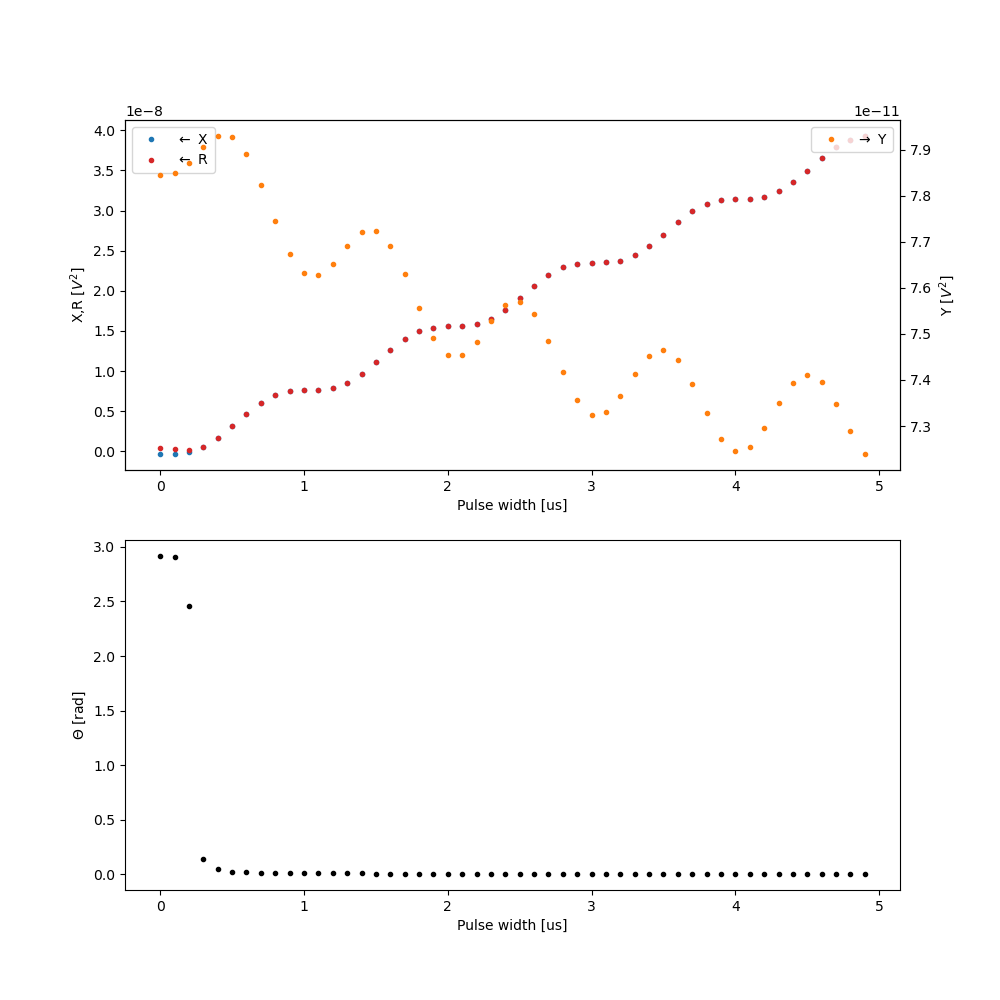 1e−8
1e−11
← X
← R
→ Y
4.0
3.5
3.0
2.5
2.0
1.5
1.0
0.5
0.0
X,R [V²]
7.9
7.8
7.7
7.6
7.5
7.4
7.3
Y [V²]
0 1 2 3 4 5
Pulse width [us]
3.0
2.5
2.0
1.5
1.0
0.5
0.0
Θ [rad]
0 1 2 3 4 5
Pulse width [us]